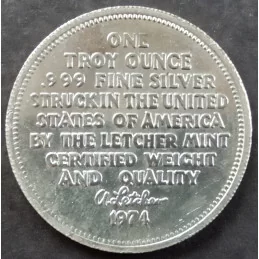 ONE
TROY OUNCE
.999 FINE SILVER
STRUCK IN THE UNITED
STATES OF AMERICA
BY THE LETCHER MINT
CERTIFIED WEIGHT
AND QUALITY
A Letcher
1974